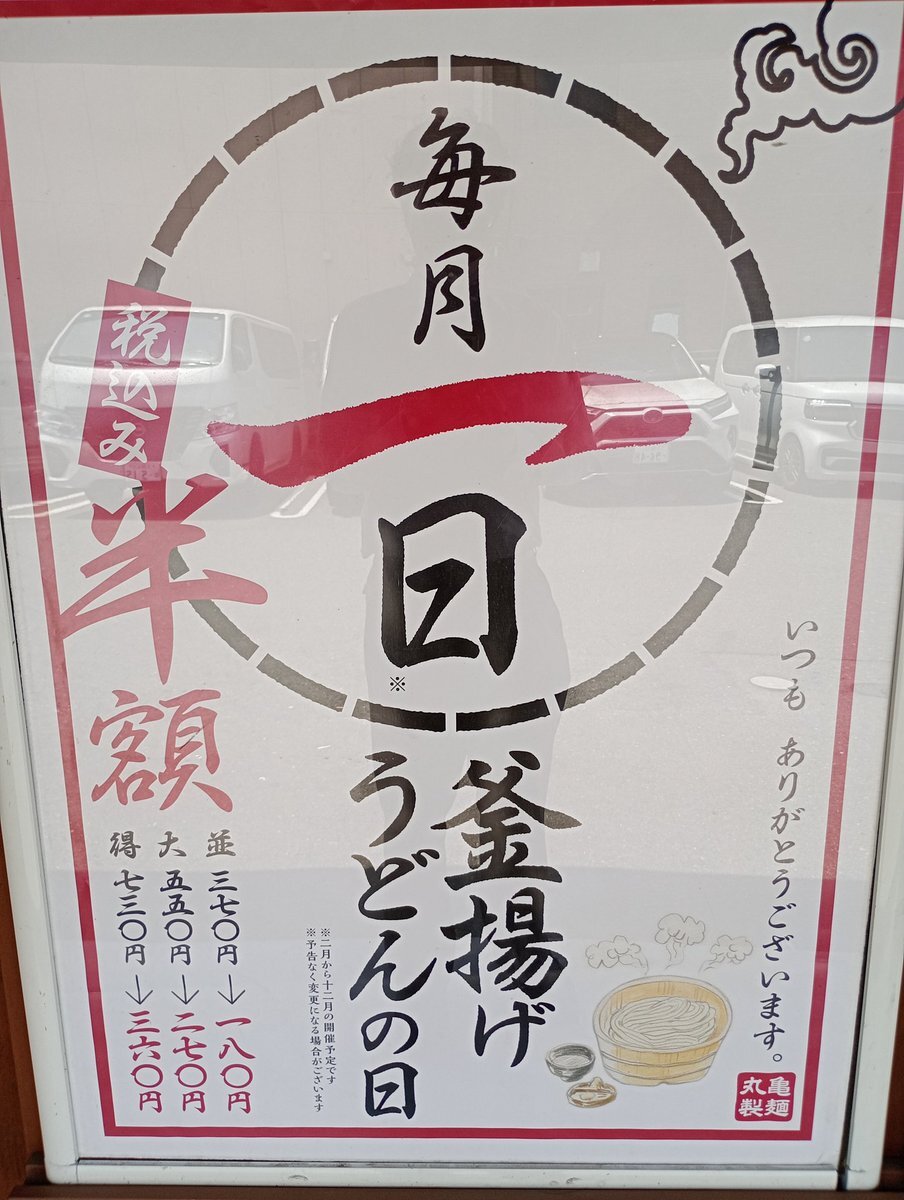 毎月
一
日※
釜揚げ
うどんの日
いつも ありがとうございます。
税込み
半額
並 三七〇円→一八〇円
大 五五〇円→二七〇円
得 七三〇円→三六〇円
※二月から十二月の開催予定です
※予告なく変更になる場合がございます
丸亀
製麺